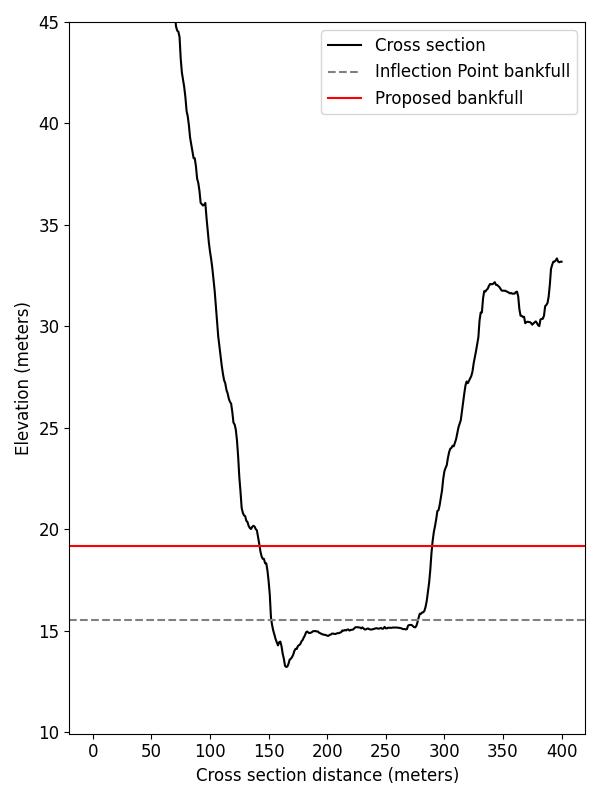 45
40
35
30
25
20
15
10
Elevation (meters)
Cross section
Inflection Point bankfull
Proposed bankfull
0 50 100 150 200 250 300 350 400
Cross section distance (meters)